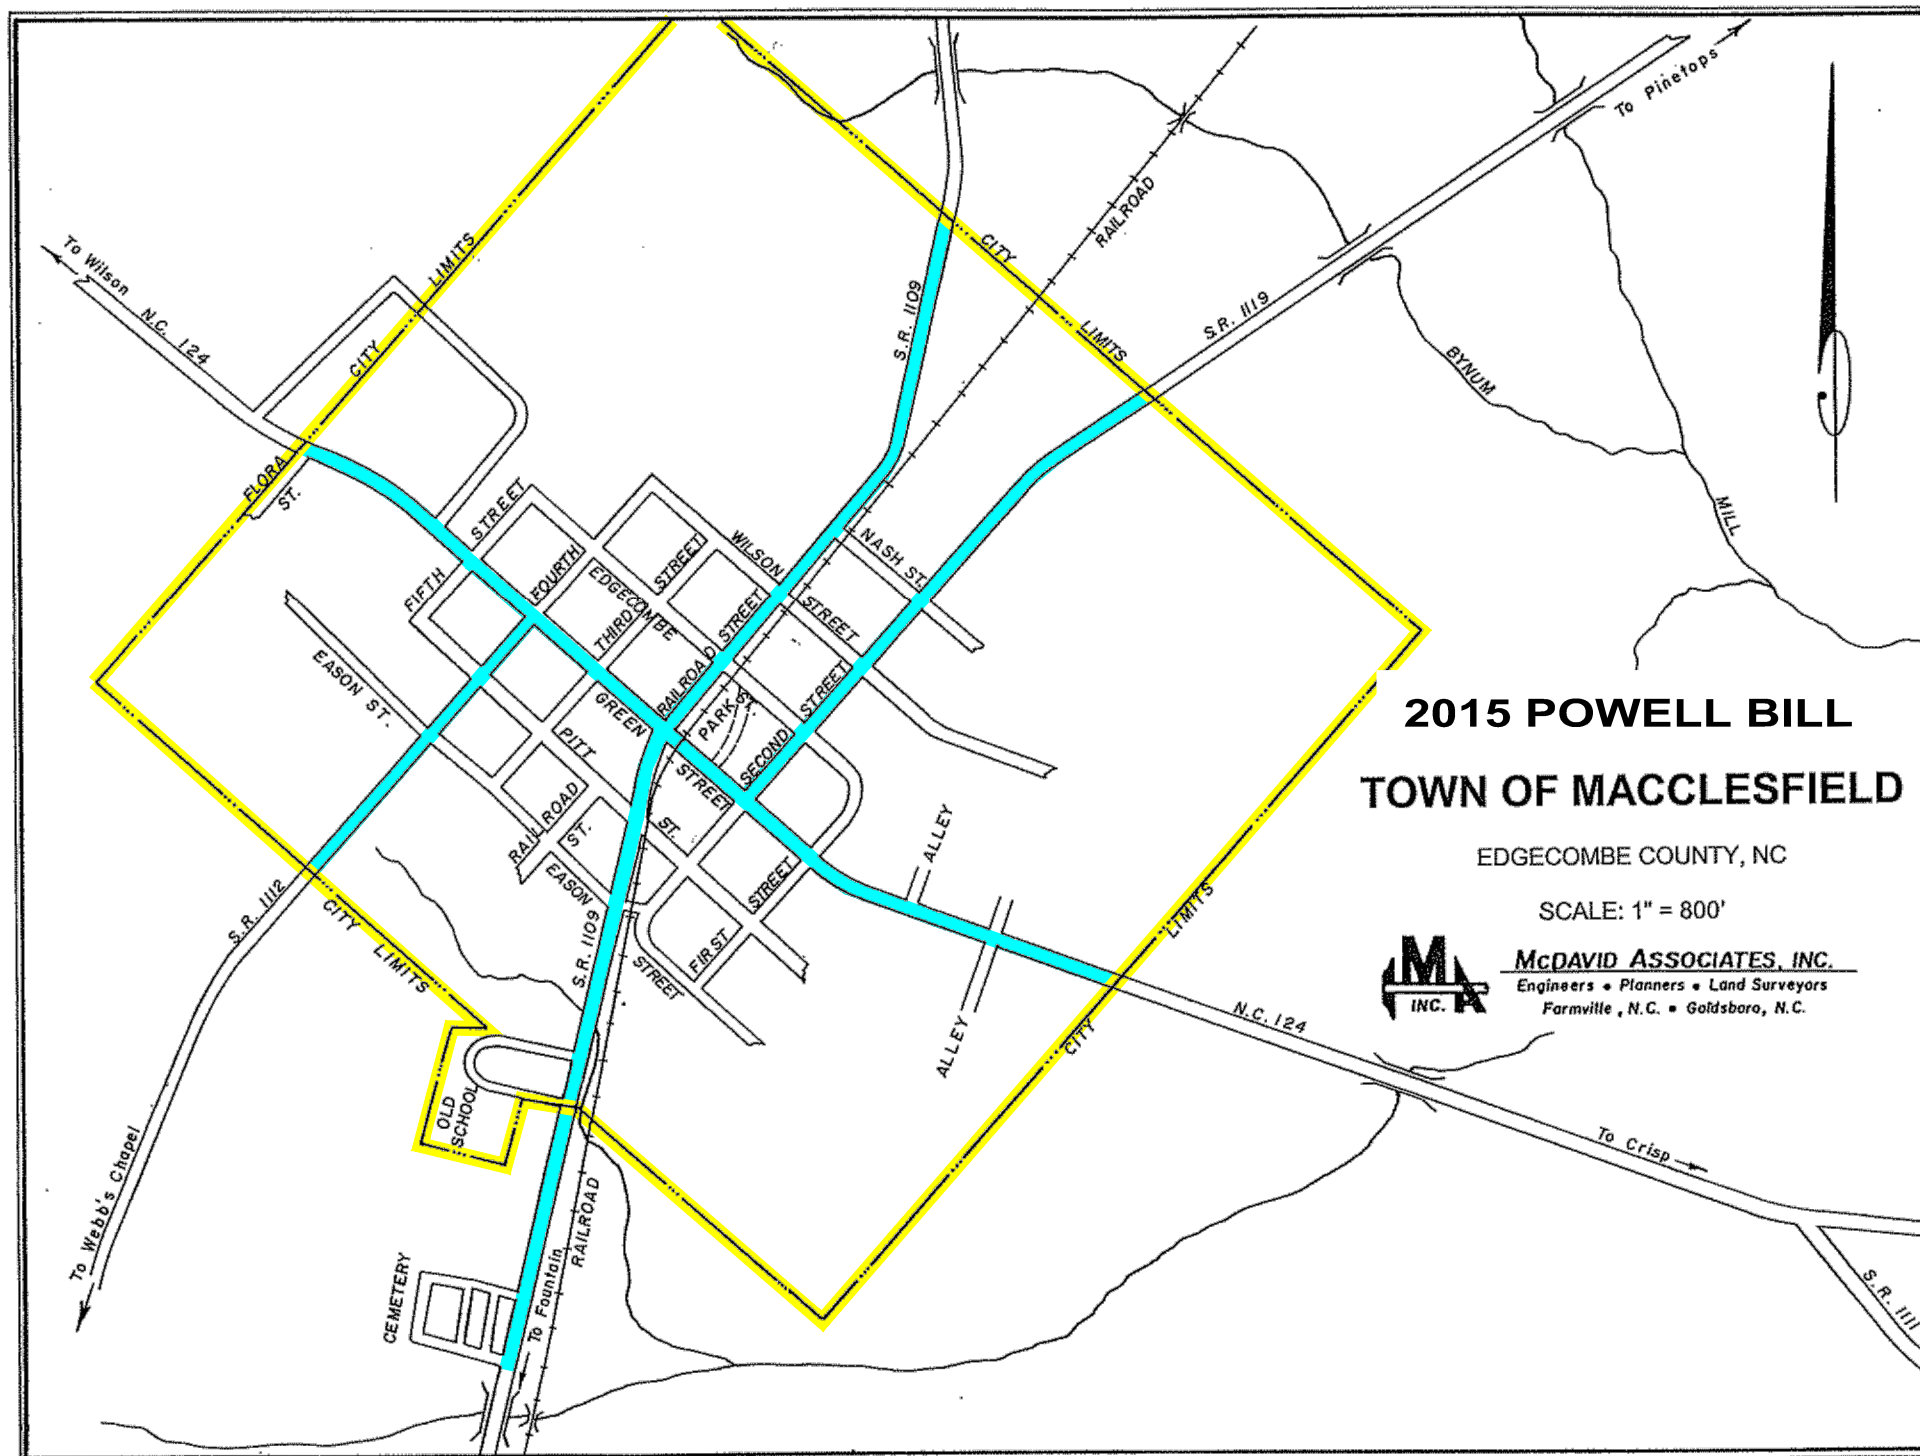 To Pinetops
To Wilson
N.C. 124
CITY LIMITS
S.R. 1109
RAILROAD
CITY
LIMITS
S.R. 1119
BYNUM
MILL
FLORA
ST.
FIFTH STREET
FOURTH
EDGECOMBE
STREET
THIRD
WILSON
STREET
NASH ST.
RAILROAD STREET
EASON ST.
GREEN
STREET
PARK ST.
SECOND STREET
PITT
ST.
RAILROAD
ST.
EASON
STREET
FIRST
STREET
ALLEY
ALLEY
S.R. 1112
CITY LIMITS
S.R. 1109
CITY
LIMITS
N.C. 124
OLD
SCHOOL
To Webb's Chapel
CEMETERY
To Fountain
RAILROAD
To Crisp
S.R. 1111
2015 POWELL BILL
TOWN OF MACCLESFIELD
EDGECOMBE COUNTY, NC
SCALE: 1" = 800'
MA
INC.
McDAVID ASSOCIATES, INC.
Engineers • Planners • Land Surveyors
Farmville, N.C. • Goldsboro, N.C.